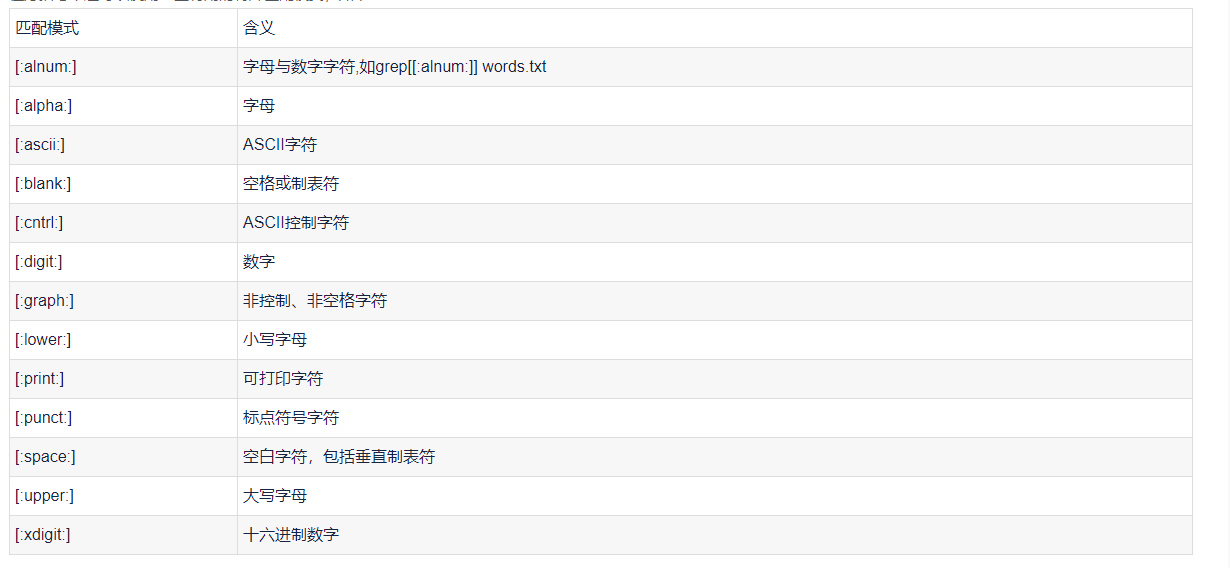 匹配模式 含义
[:alnum:] 字母与数字字符,如grep[[:alnum:]] words.txt
[:alpha:] 字母
[:ascii:] ASCII字符
[:blank:] 空格或制表符
[:cntrl:] ASCII控制字符
[:digit:] 数字
[:graph:] 非控制、非空格字符
[:lower:] 小写字母
[:print:] 可打印字符
[:punct:] 标点符号字符
[:space:] 空白字符，包括垂直制表符
[:upper:] 大写字母
[:xdigit:] 十六进制数字